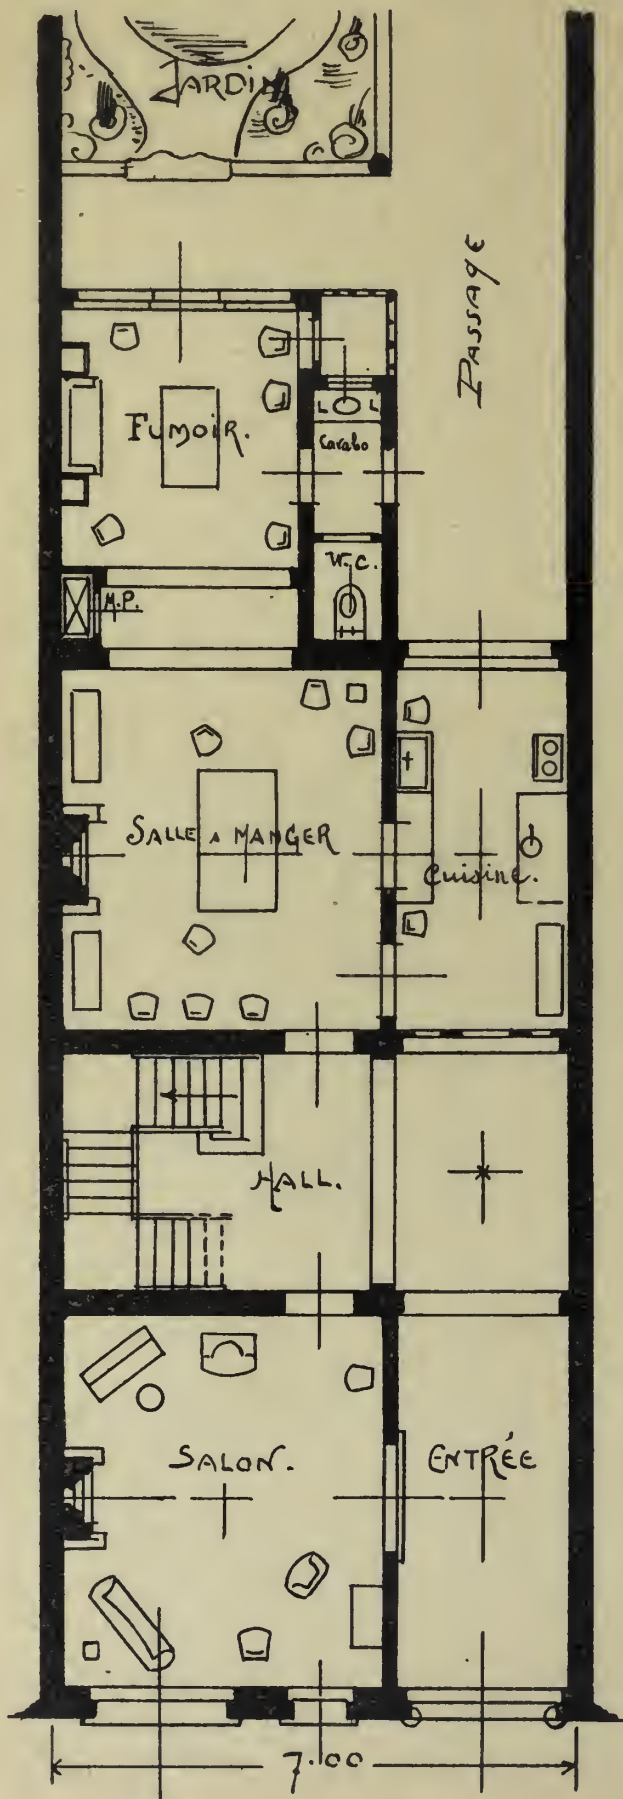 JARDIN
PASSAGE
FUMOIR.
L L
Lavabo
W.C.
M.P.
SALLE A MANGER
Cuisine.
HALL.
SALON.
ENTRÉE
7.00